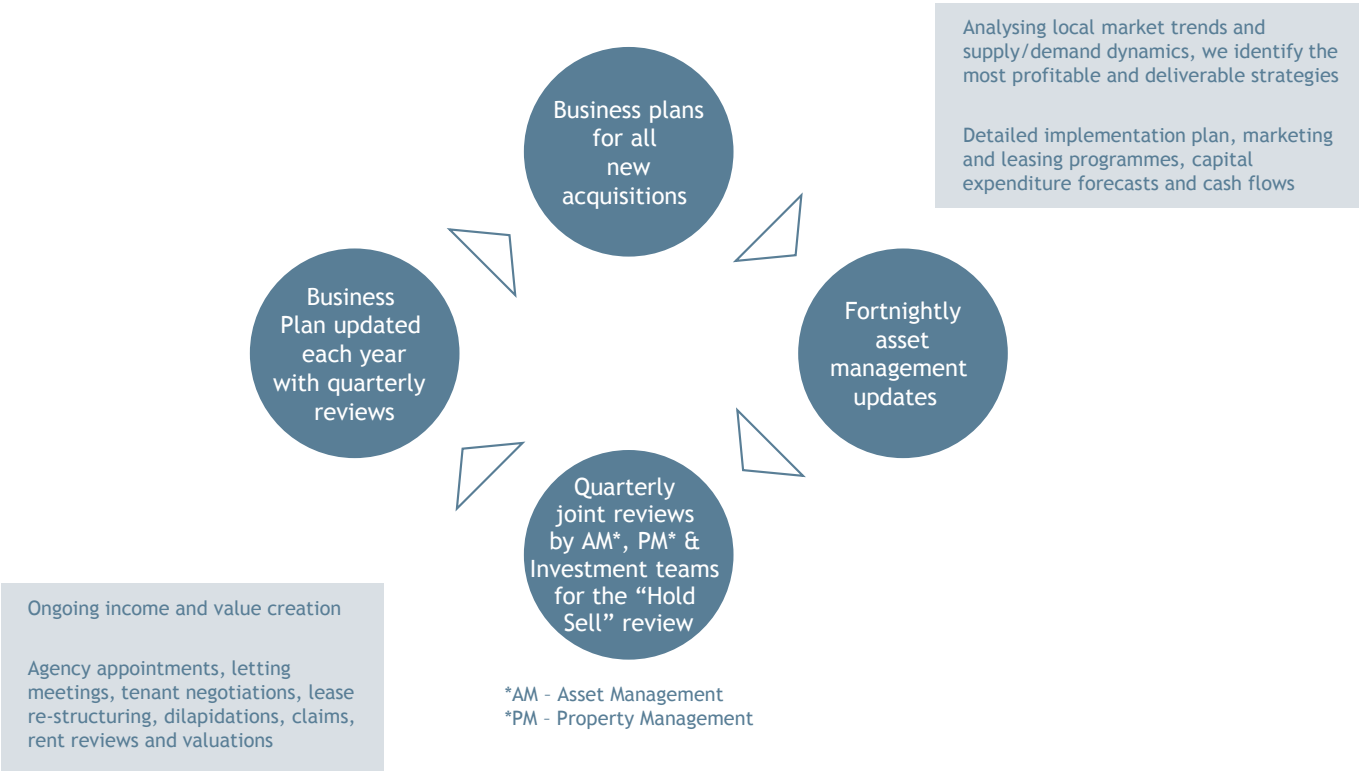 Analysing local market trends and
supply/demand dynamics, we identify the
most profitable and deliverable strategies
Detailed implementation plan, marketing
and leasing programmes, capital
expenditure forecasts and cash flows
Business plans
for all
new
acquisitions
Business
Plan updated
each year
with quarterly
reviews
Fortnightly
asset
management
updates
Quarterly
joint reviews
by AM*, PM* &
Investment teams
for the “Hold
Sell” review
Ongoing income and value creation
Agency appointments, letting
meetings, tenant negotiations, lease
re-structuring, dilapidations, claims,
rent reviews and valuations
*AM – Asset Management
*PM – Property Management